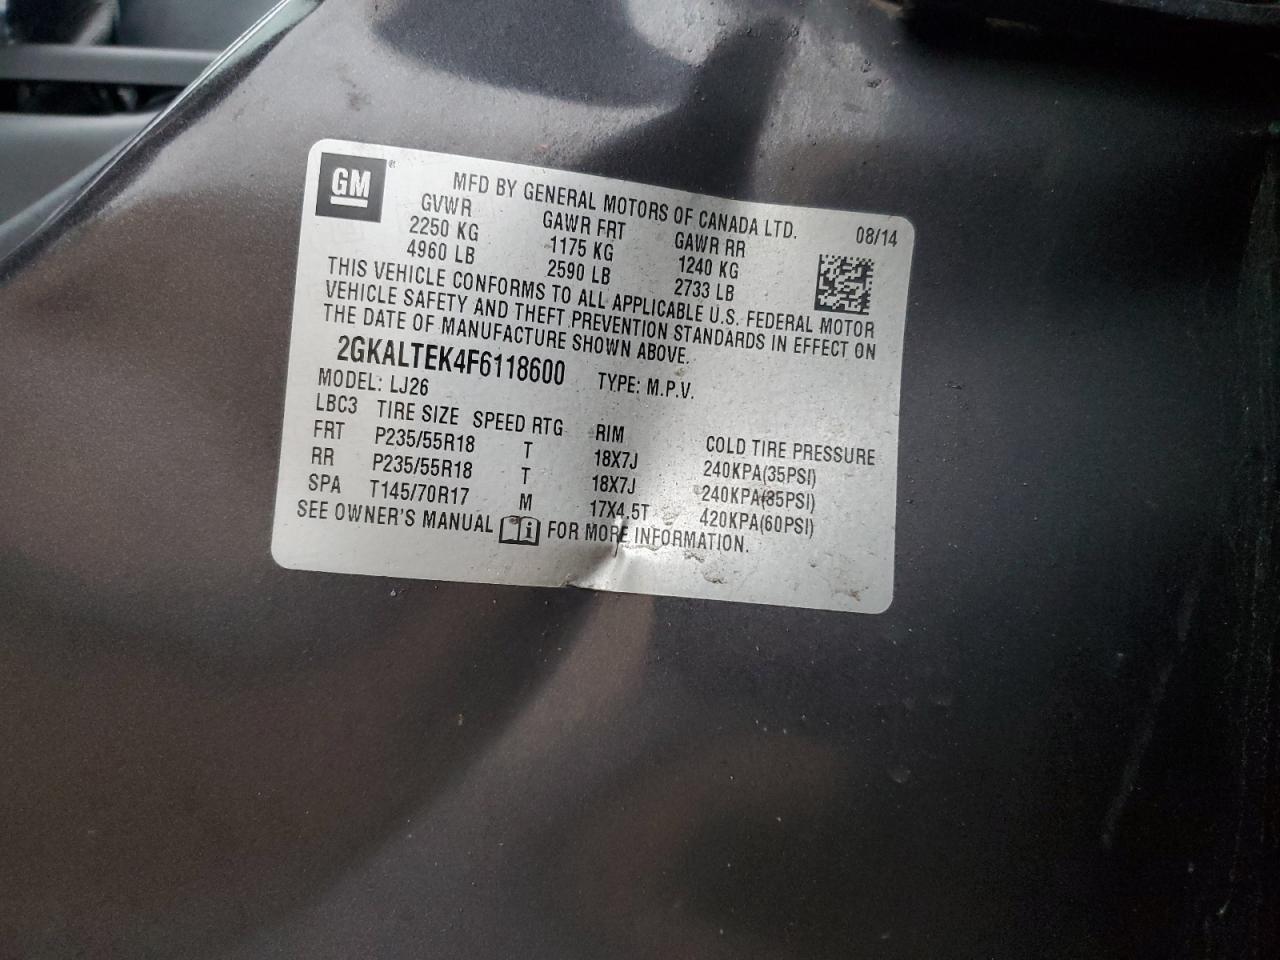 GM ® MFD BY GENERAL MOTORS OF CANADA LTD.
GVWR GAWR FRT GAWR RR 08/14
2250 KG 1175 KG 1240 KG
4960 LB 2590 LB 2733 LB
THIS VEHICLE CONFORMS TO ALL APPLICABLE U.S. FEDERAL MOTOR
VEHICLE SAFETY AND THEFT PREVENTION STANDARDS IN EFFECT ON
THE DATE OF MANUFACTURE SHOWN ABOVE.
2GKALTEK4F6118600 TYPE: M.P.V.
MODEL: LJ26
LBC3 TIRE SIZE SPEED RTG RIM COLD TIRE PRESSURE
FRT P235/55R18 T 18X7J 240KPA(35PSI)
RR P235/55R18 T 18X7J 240KPA(35PSI)
SPA T145/70R17 M 17X4.5T 420KPA(60PSI)
SEE OWNER'S MANUAL i FOR MORE INFORMATION.